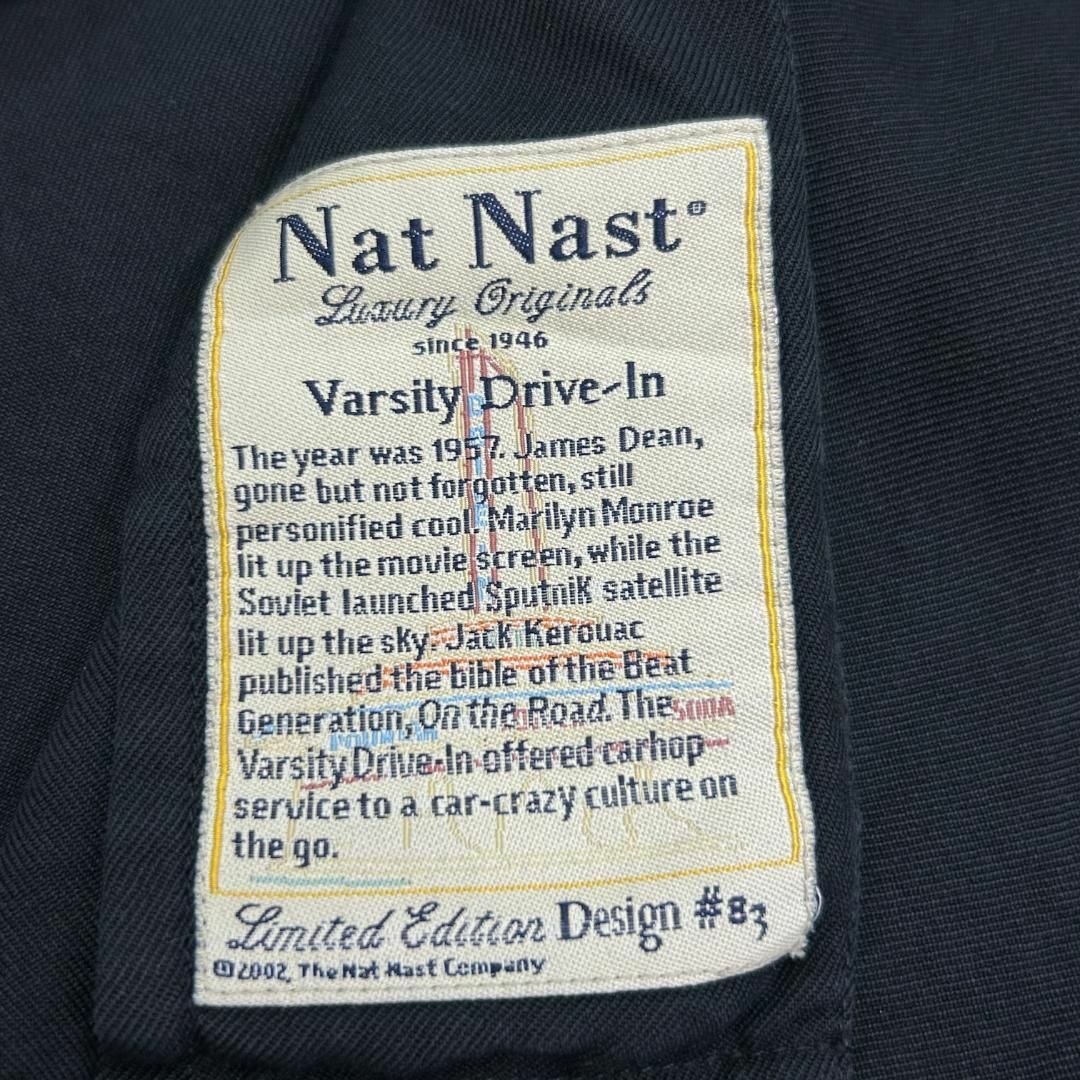 Nat Nast®
Luxury Originals
since 1946
Varsity Drive-In
The year was 1957. James Dean,
gone but not forgotten, still
personified cool. Marilyn Monroe
lit up the movie screen, while the
Soviet launched Sputnik satellite
lit up the sky. Jack Kerouac
published the bible of the Beat
Generation, On the Road. The
SODA
Varsity Drive-In offered carhop
service to a car-crazy culture on
the go.
Limited Edition Design #83
©2002, The Nat Nast Company